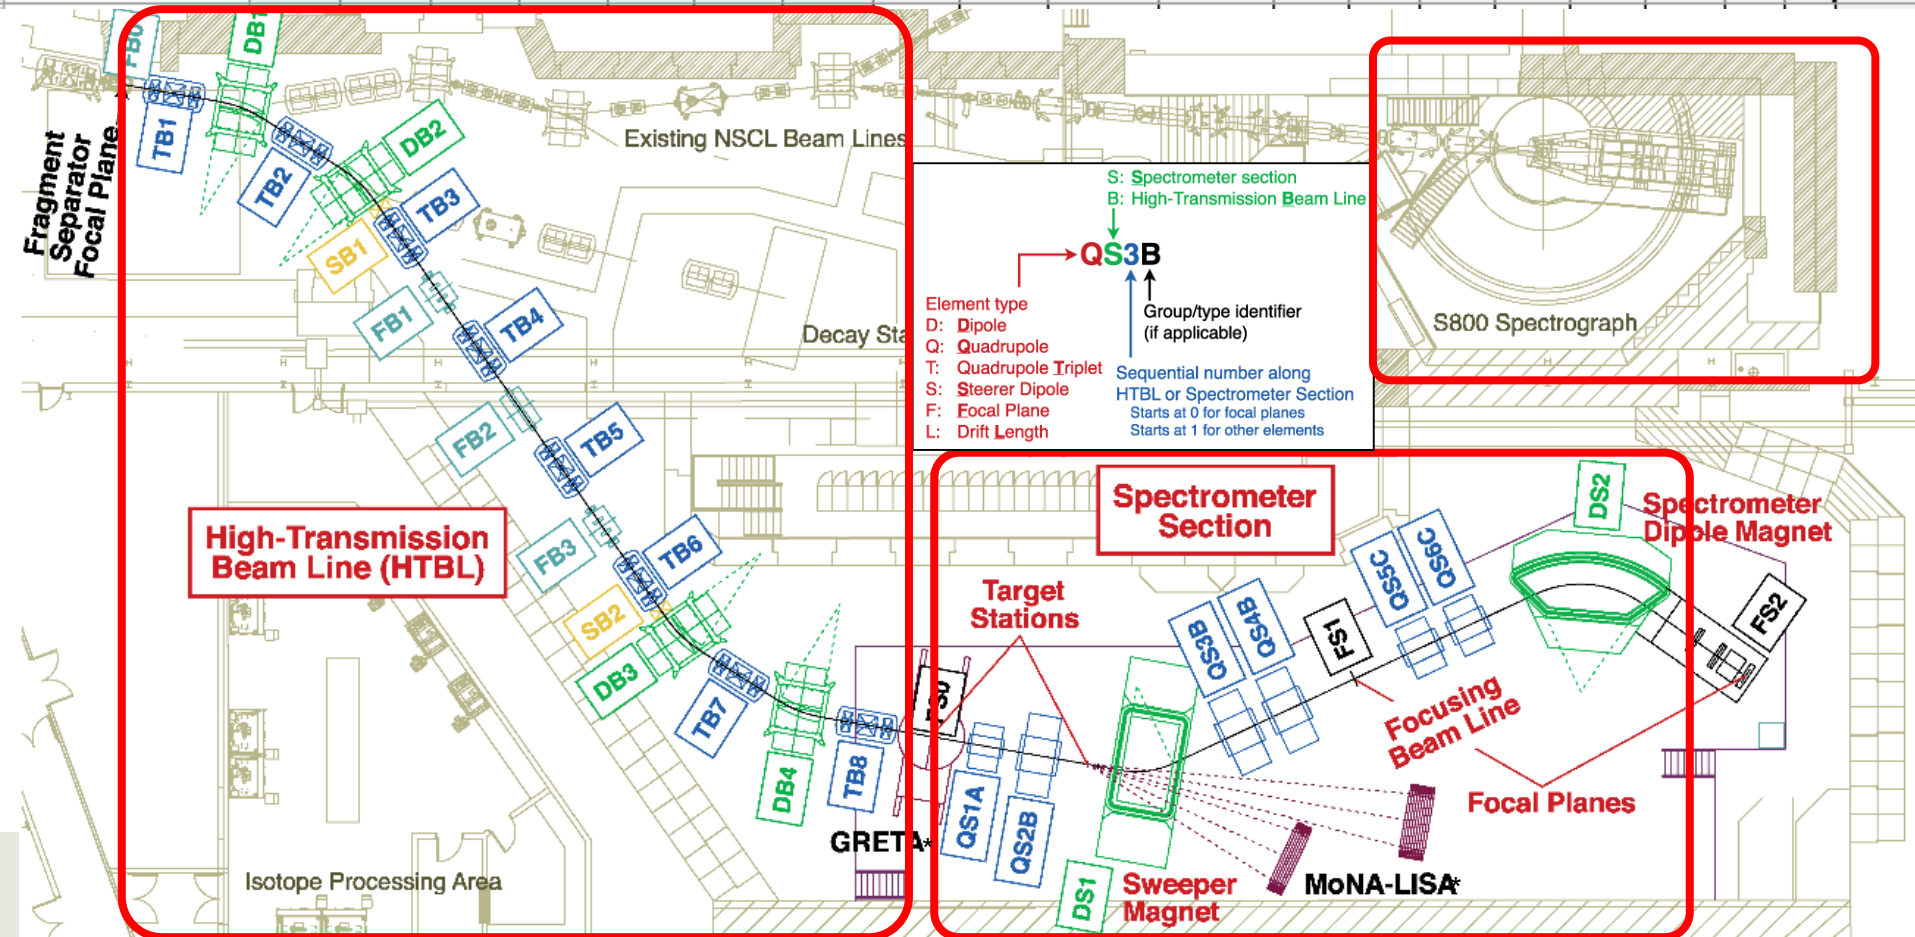 FB0
DB1
TB1
Fragment
Separator
Focal Plane
TB2
DB2
TB3
SB1
Existing NSCL Beam Lines
FB1
TB4
Decay Sta
FB2
TB5
FB3
TB6
High-Transmission
Beam Line (HTBL)
SB2
DB3
TB7
DB4
TB8
GRETA*
Isotope Processing Area
S: Spectrometer section
B: High-Transmission Beam Line
QS3B
Element type
D: Dipole
Q: Quadrupole
T: Quadrupole Triplet
S: Steerer Dipole
F: Focal Plane
L: Drift Length
Group/type identifier
(if applicable)
Sequential number along
HTBL or Spectrometer Section
Starts at 0 for focal planes
Starts at 1 for other elements
S800 Spectrograph
H
H
H
H
H
H
H
H
Spectrometer
Section
Target
Stations
FS0
QS1A
QS2B
DS1
Sweeper
Magnet
MoNA-LISA*
QS3B
QS4B
FS1
QS5C
QS6C
Focusing
Beam Line
DS2
Spectrometer
Dipole Magnet
FS2
Focal Planes